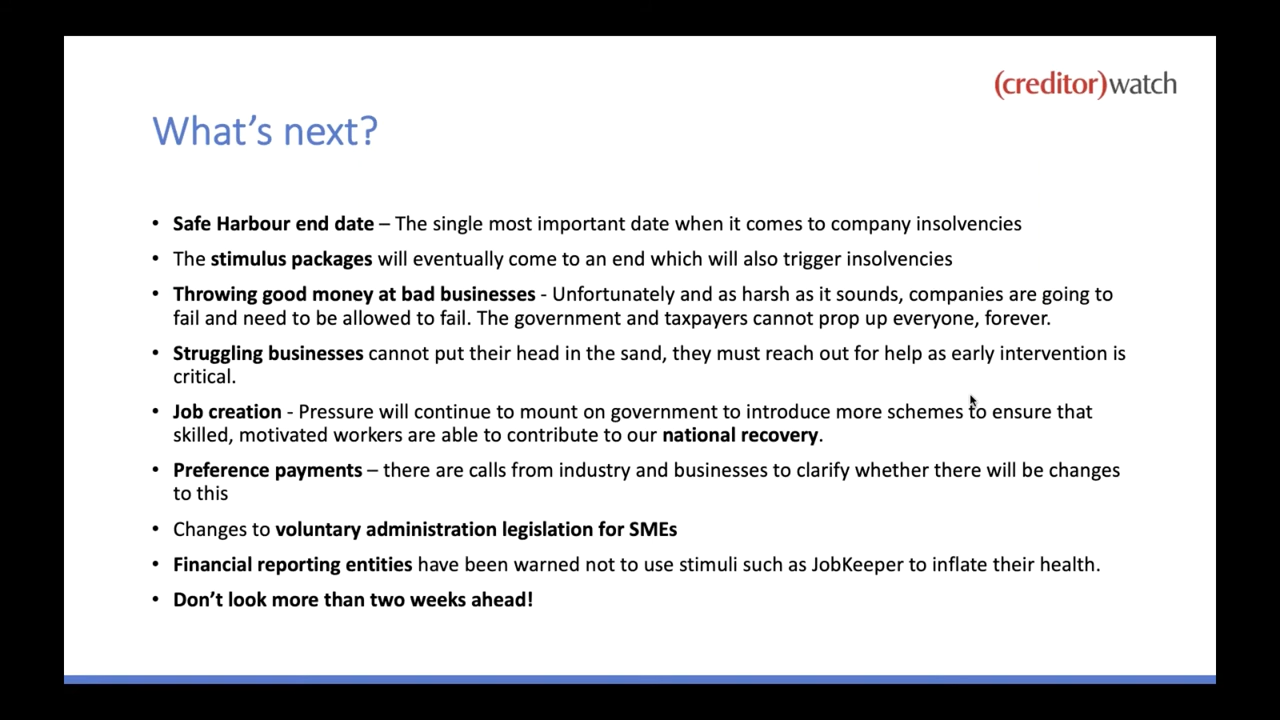 (creditor)watch
What's next?
• Safe Harbour end date – The single most important date when it comes to company insolvencies
• The stimulus packages will eventually come to an end which will also trigger insolvencies
• Throwing good money at bad businesses - Unfortunately and as harsh as it sounds, companies are going to
fail and need to be allowed to fail. The government and taxpayers cannot prop up everyone, forever.
• Struggling businesses cannot put their head in the sand, they must reach out for help as early intervention is
critical.
• Job creation - Pressure will continue to mount on government to introduce more schemes to ensure that
skilled, motivated workers are able to contribute to our national recovery.
• Preference payments – there are calls from industry and businesses to clarify whether there will be changes
to this
• Changes to voluntary administration legislation for SMEs
• Financial reporting entities have been warned not to use stimuli such as JobKeeper to inflate their health.
• Don't look more than two weeks ahead!